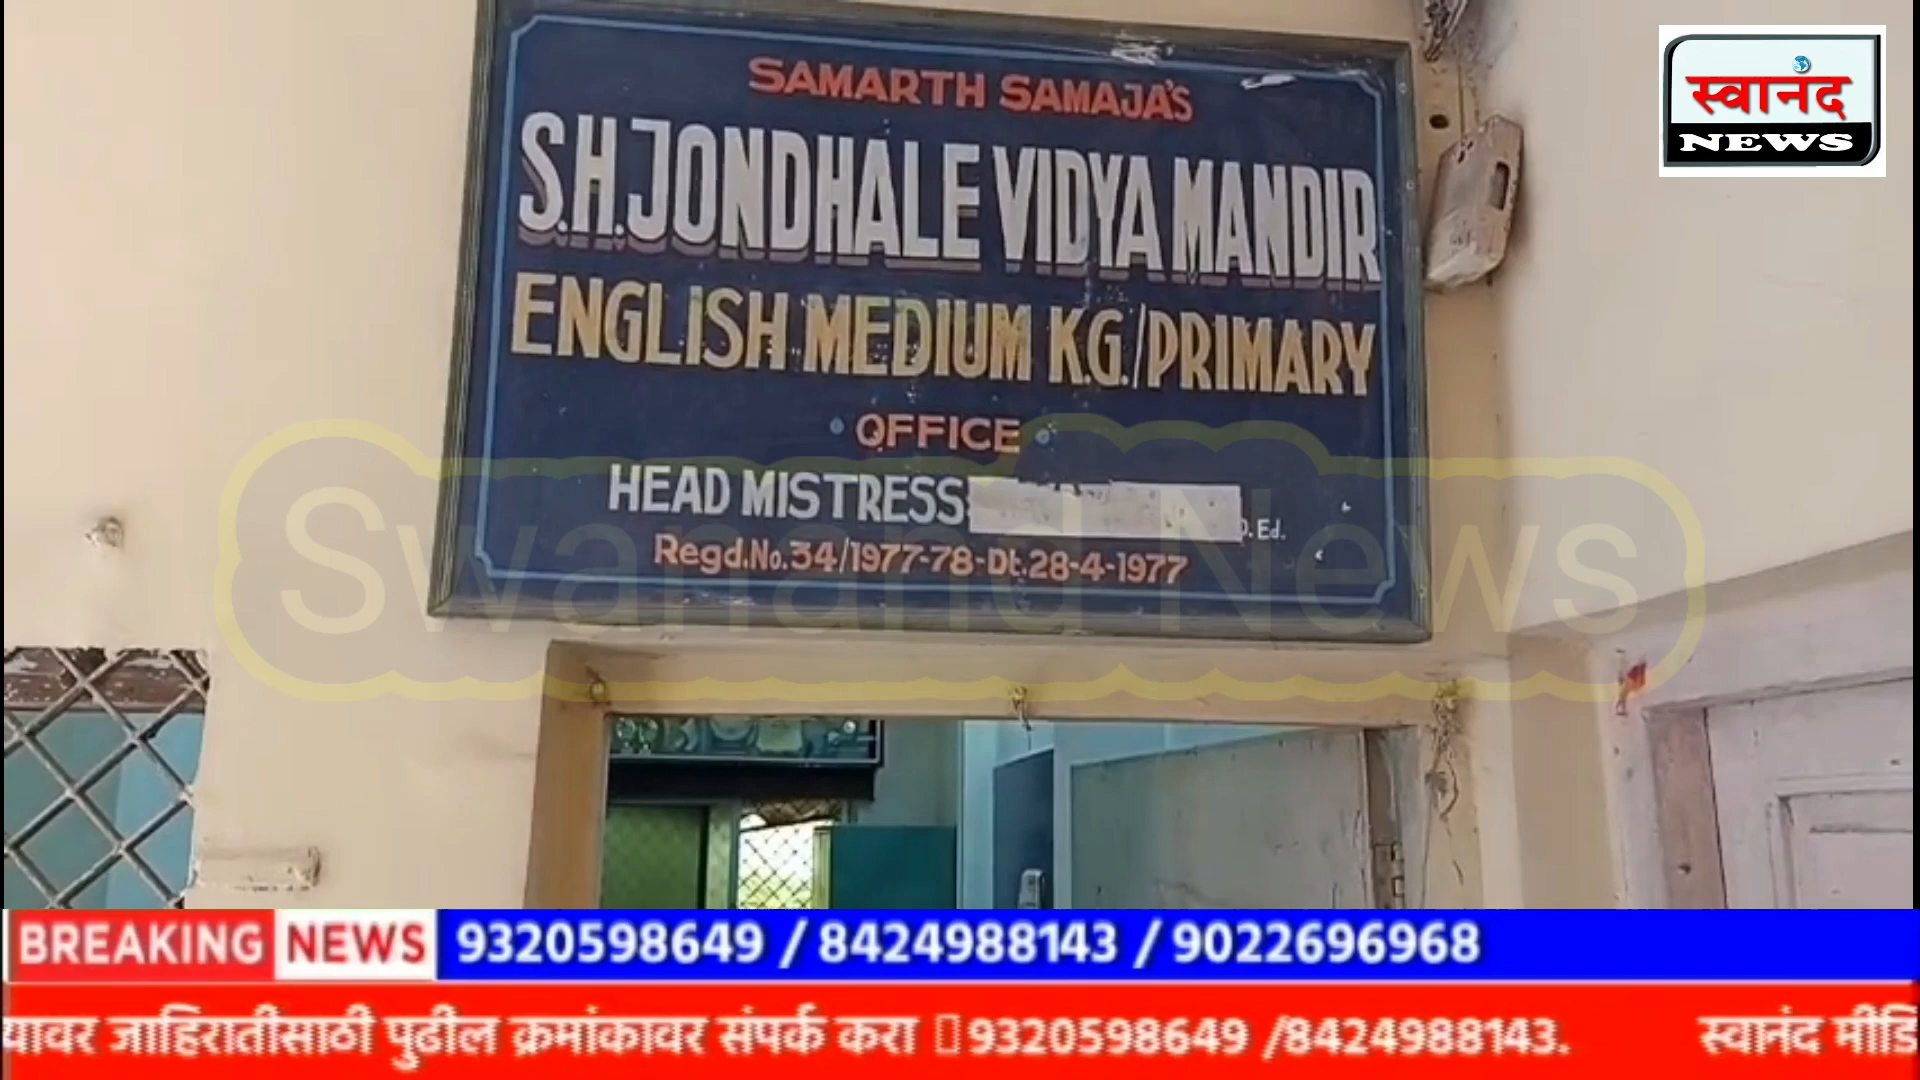 स्वानंद
NEWS
SAMARTH SAMAJA'S
S.H.JONDHALE VIDYA MANDIR
ENGLISH MEDIUM K.G./PRIMARY
OFFICE
HEAD MISTRESS D.Ed.
Regd.No.34/1977-78-Dt.28-4-1977
Swanand News
BREAKING NEWS 9320598649 / 8424988143 / 9022696968
जाहिरातीसाठी पुढील क्रमांकावर संपर्क करा 9320598649 /8424988143. स्वानंद